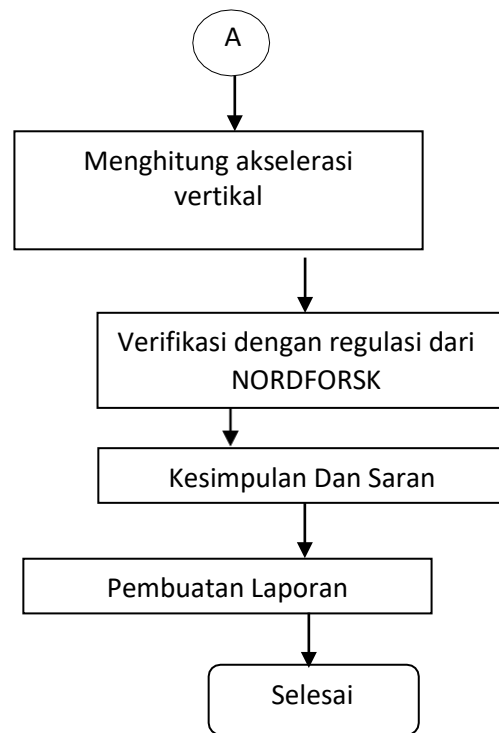 A
Menghitung akselerasi
vertikal
Verifikasi dengan regulasi dari
NORDFORSK
Kesimpulan Dan Saran
Pembuatan Laporan
Selesai